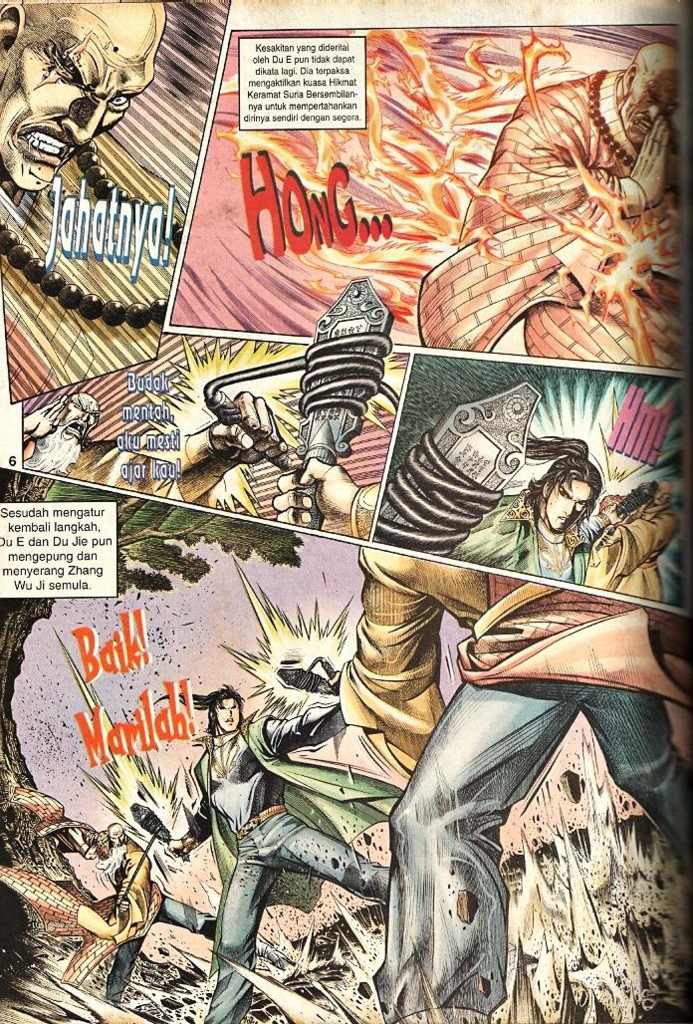 Jahatnya!
Kesakitan yang dideritai
oleh Du E pun tidak dapat
dikata lagi. Dia terpaksa
mengaktifkan kuasa Hikmat
Keramat Suria Bersembilan-
nya untuk mempertahankan
dirinya sendiri dengan segera.
HONG...
Budak
mentah,
aku mesti
ajar kau!
6
Sesudah mengatur
kembali langkah,
Du E dan Du Jie pun
mengepung dan
menyerang Zhang
Wu Ji semula.
Baik!
Marilah!